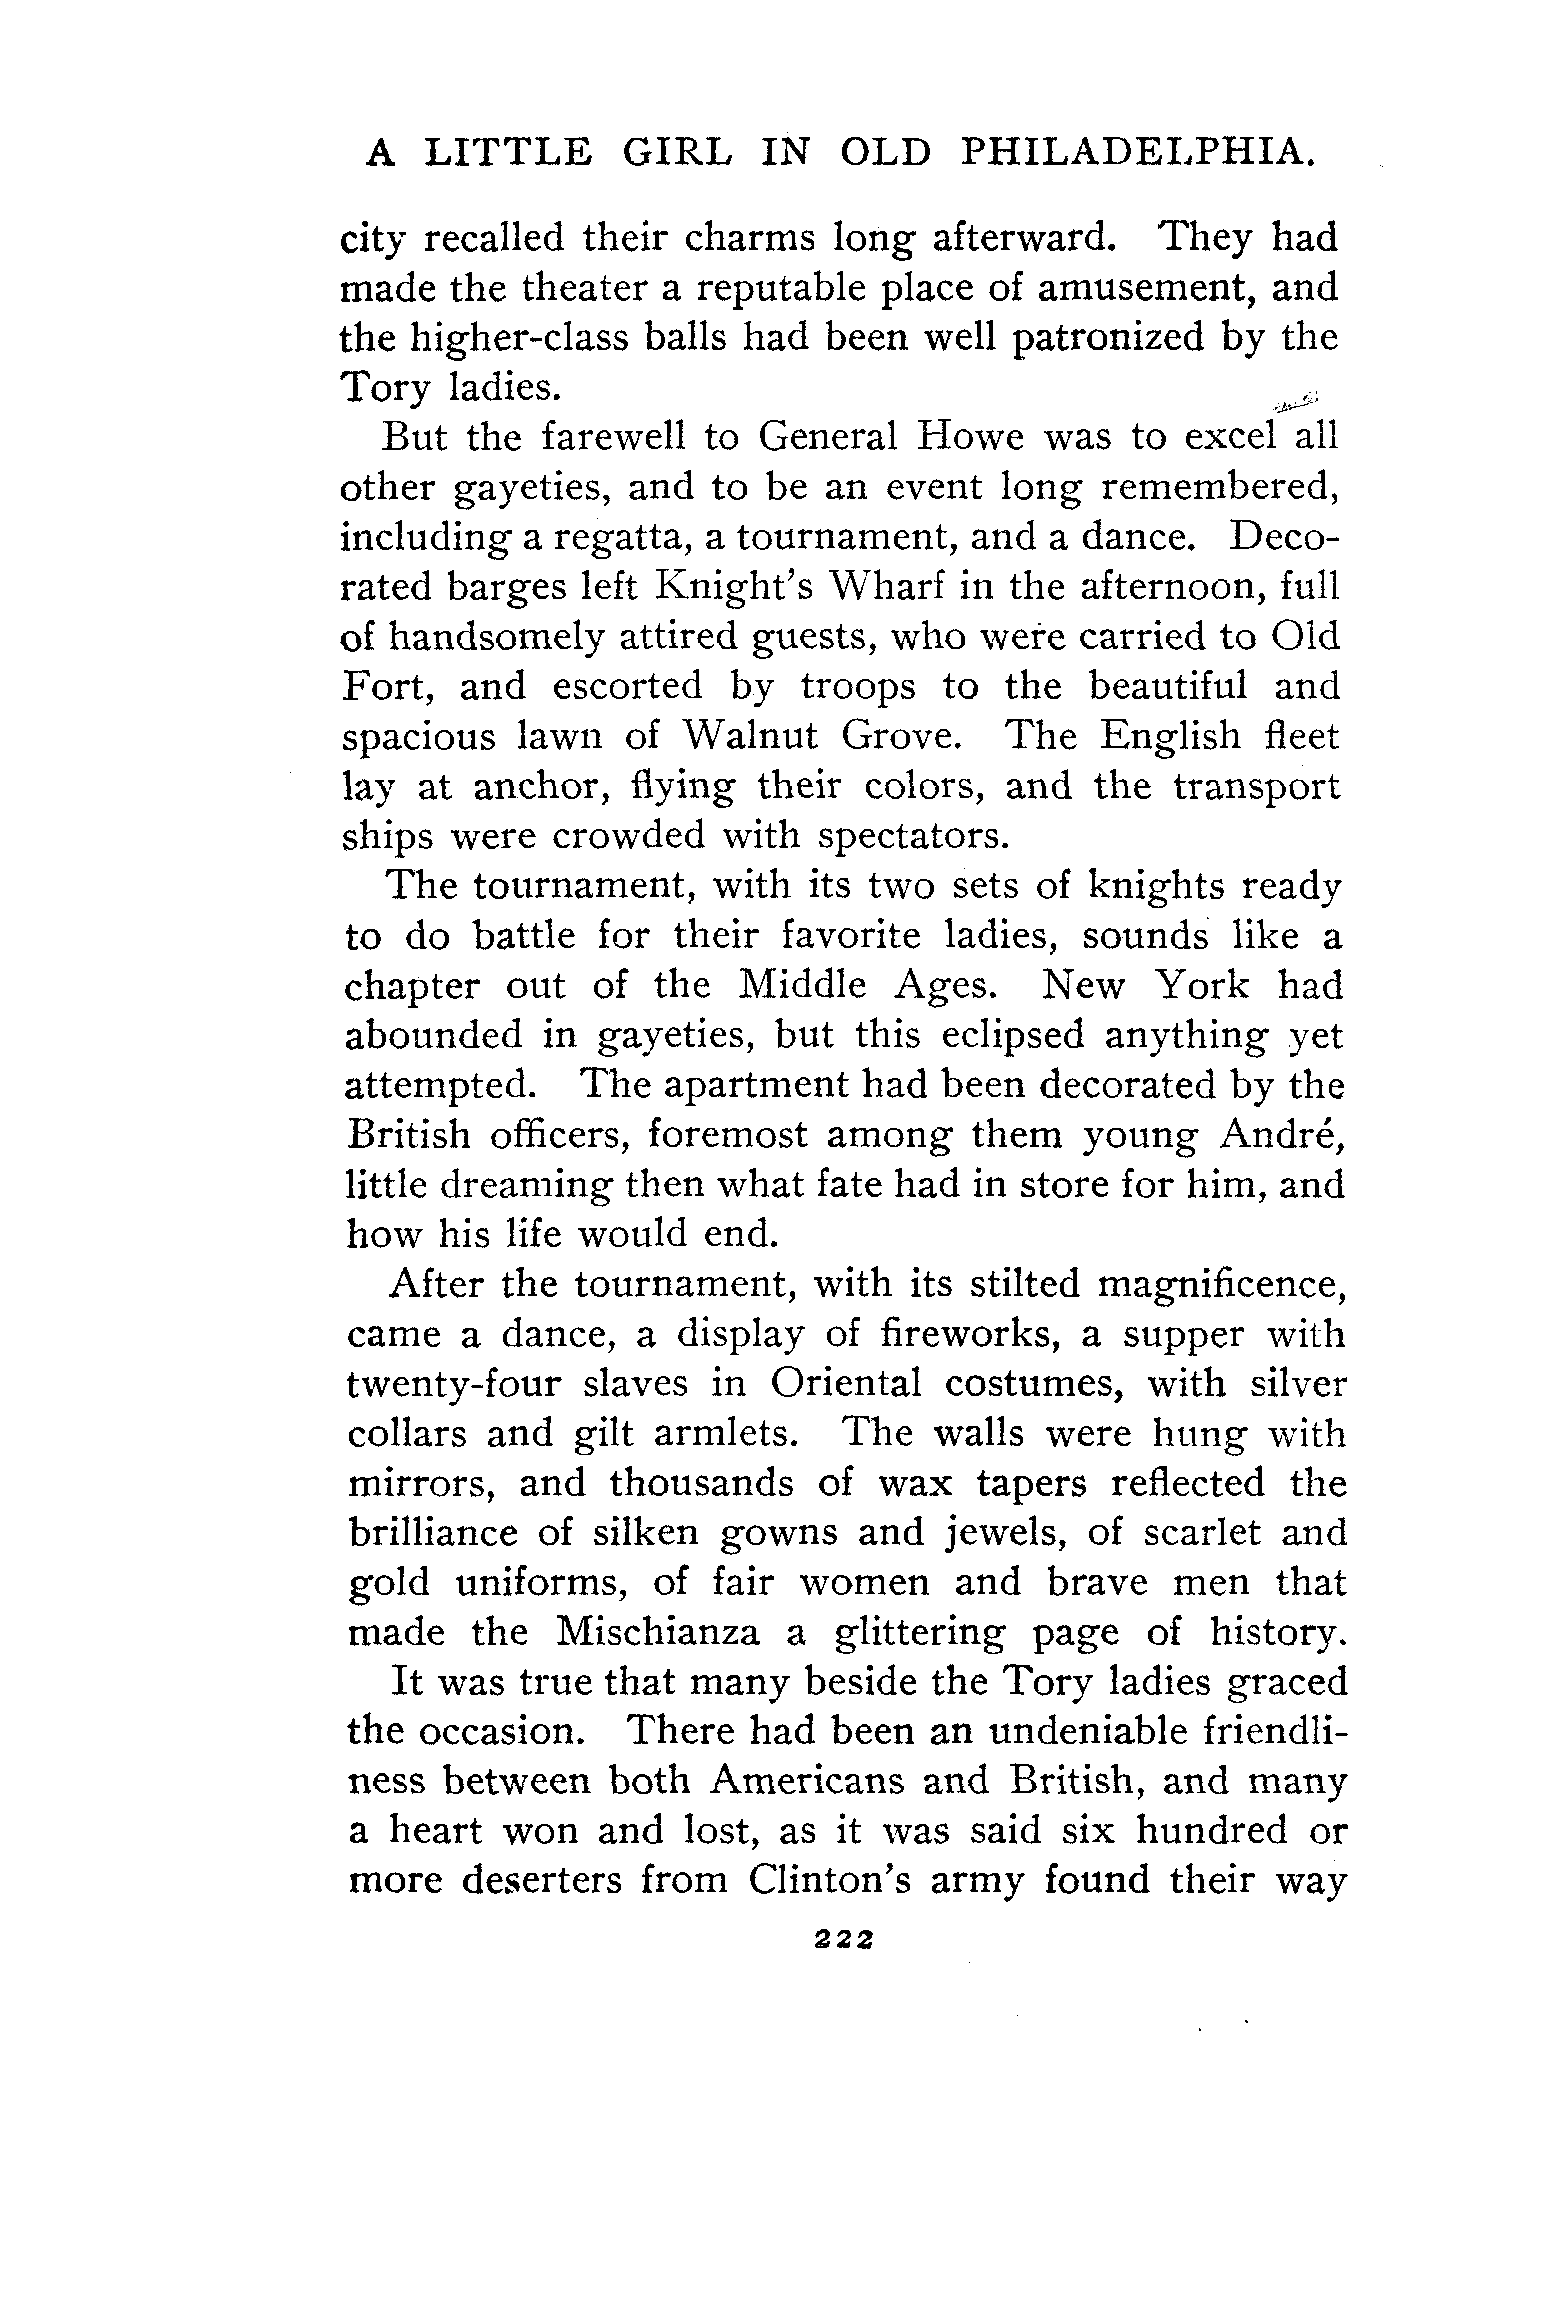 A LITTLE GIRL IN OLD PHILADELPHIA.
city recalled their charms long afterward. They had
made the theater a reputable place of amusement, and
the higher-class balls had been well patronized by the
Tory ladies.
But the farewell to General Howe was to excel all
other gayeties, and to be an event long remembered,
including a regatta, a tournament, and a dance. Deco-
rated barges left Knight's Wharf in the afternoon, full
of handsomely attired guests, who were carried to Old
Fort, and escorted by troops to the beautiful and
spacious lawn of Walnut Grove. The English fleet
lay at anchor, flying their colors, and the transport
ships were crowded with spectators.
The tournament, with its two sets of knights ready
to do battle for their favorite ladies, sounds like a
chapter out of the Middle Ages. New York had
abounded in gayeties, but this eclipsed anything yet
attempted. The apartment had been decorated by the
British officers, foremost among them young André,
little dreaming then what fate had in store for him, and
how his life would end.
After the tournament, with its stilted magnificence,
came a dance, a display of fireworks, a supper with
twenty-four slaves in Oriental costumes, with silver
collars and gilt armlets. The walls were hung with
mirrors, and thousands of wax tapers reflected the
brilliance of silken gowns and jewels, of scarlet and
gold uniforms, of fair women and brave men that
made the Mischianza a glittering page of history.
It was true that many beside the Tory ladies graced
the occasion. There had been an undeniable friendli-
ness between both Americans and British, and many
a heart won and lost, as it was said six hundred or
more deserters from Clinton's army found their way
222